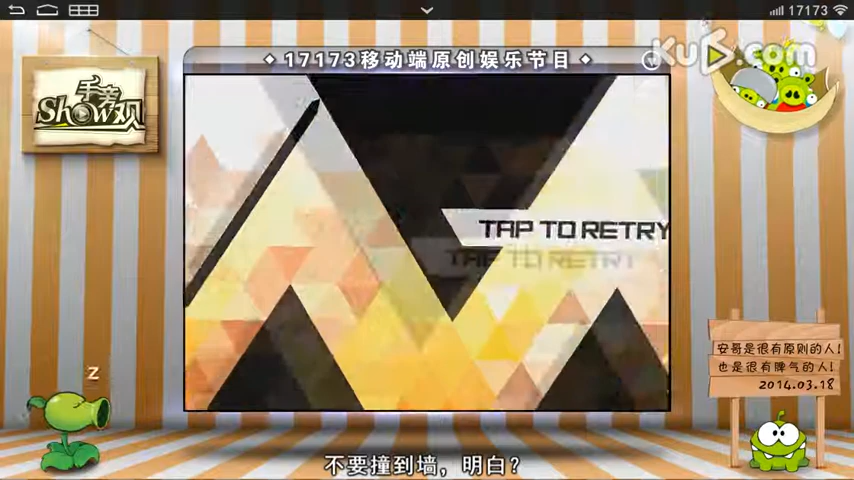 17173
Ku6.com
◆17173移动端原创娱乐节目◆
手旁
Show观
TAP TO RETRY
TAP TO RETRY
安哥是很有原则的人!
也是很有脾气的人!
2014.03.18
z
不要撞到墙,明白?